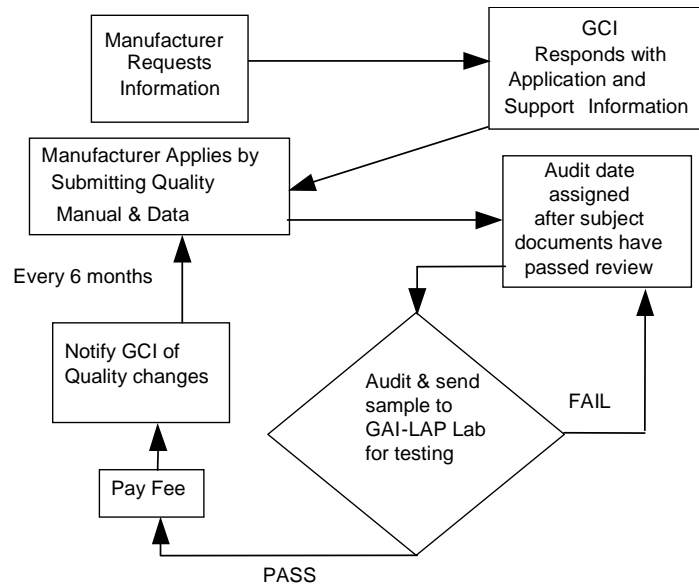 Manufacturer
Requests
Information
GCI
Responds with
Application and
Support Information
Manufacturer Applies by
Submitting Quality
Manual & Data
Audit date
assigned
after subject
documents have
passed review
Every 6 months
Notify GCI of
Quality changes
Audit & send
sample to
GAI-LAP Lab
for testing
FAIL
Pay Fee
PASS